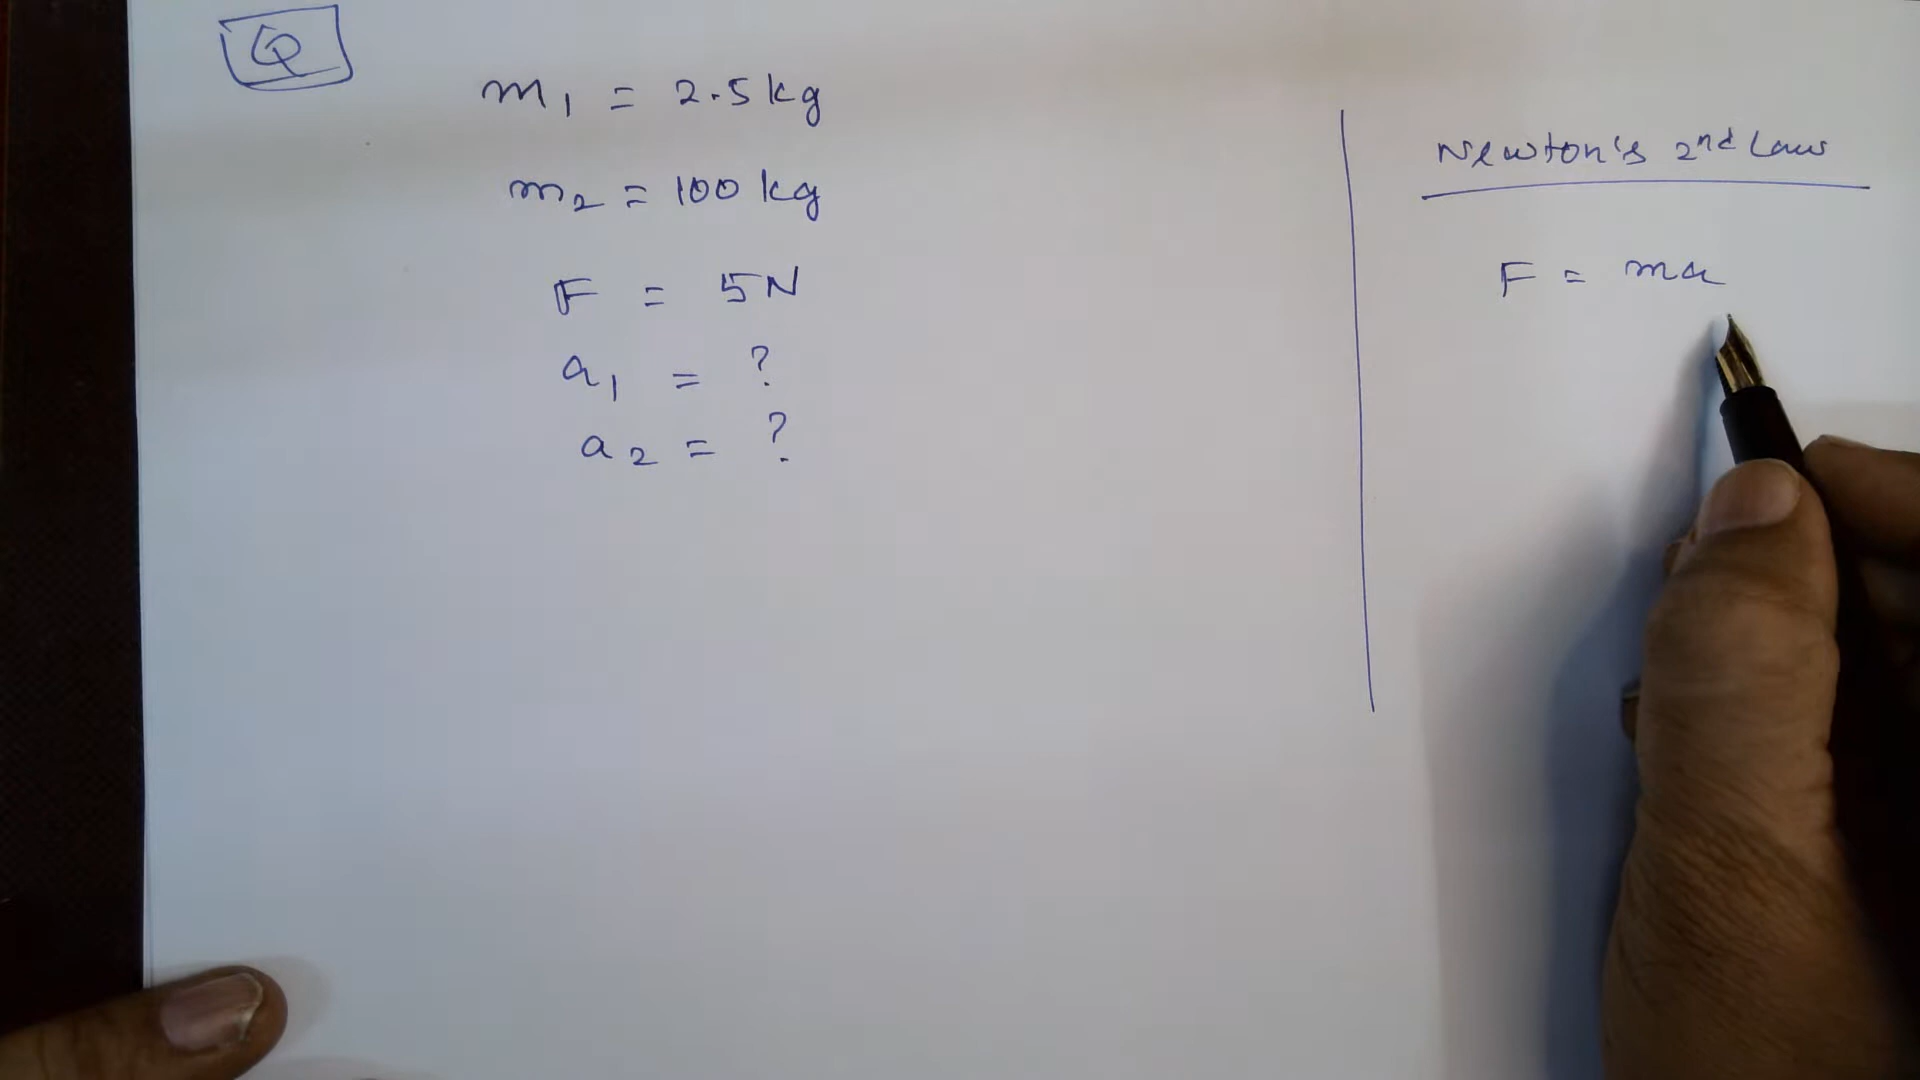 Q
m₁ = 2.5 kg
m₂ = 100 kg
F = 5N
a₁ = ?
a₂ = ?
Newton's 2nd Law
F = ma